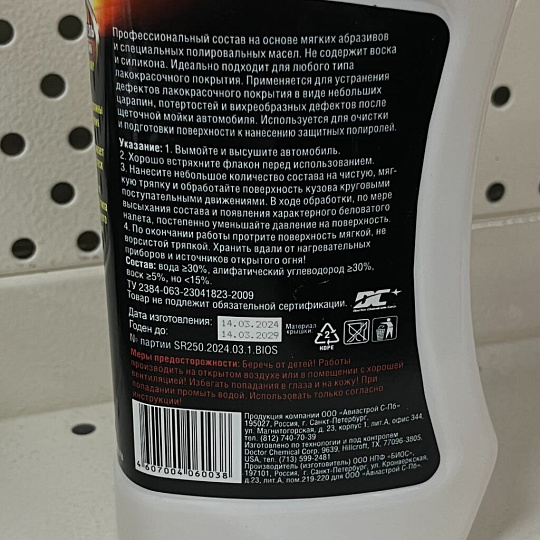 Профессиональный состав на основе мягких абразивов
и специальных полировальных масел. Не содержит воска
и силикона. Идеально подходит для любого типа
лакокрасочного покрытия. Применяется для устранения
дефектов лакокрасочного покрытия в виде небольших
царапин, потертостей и вихреобразных дефектов после
щеточной мойки автомобиля. Используется для очистки
и подготовки поверхности к нанесению защитных полиролей.
Указание: 1. Вымойте и высушите автомобиль.
2. Хорошо встряхните флакон перед использованием.
3. Нанесите небольшое количество состава на чистую, мяг-
кую тряпку и обработайте поверхность кузова круговыми
поступательными движениями. В ходе обработки, по мере
высыхания состава и появления характерного беловатого
налета, постепенно уменьшайте давление на поверхность.
4. По окончании работы протрите поверхность мягкой, не
ворсистой тряпкой. Хранить вдали от нагревательных
приборов и источников открытого огня!
Состав: вода ≥30%, алифатический углеводород ≥30%,
воск ≥5%, но <15%.
ТУ 2384-063-23041823-2009
Товар не подлежит обязательной сертификации.
DC
Дата изготовления: 14.03.2024
Годен до: 14.03.2029
№ партии SR250.2024.03.1.BIOS
Материал
крышки
2
HDPE
Меры предосторожности: Беречь от детей! Работы
производить на открытом воздухе или в помещении с хорошей
вентиляцией! Избегать попадания в глаза и на кожу! При
попадании промыть водой. Использовать только согласно
инструкции!
4607004060038
Продукция компании ООО «Авиастрой С-Пб»
195027, Россия, г. Санкт-Петербург,
ул. Магнитогорская, д. 23, корпус 1, лит.А, офис 344,
тел. (812) 740-70-39
Изготовлено по технологии и под контролем
Doctor Chemical Corp. 9639, Hillcroft, TX, 77096-3805,
USA, тел. (713) 599-2481
Производитель (изготовитель) ООО НПФ «БИОС»,
197101, Россия, г. Санкт-Петербург, ул. Кронверкская,
д.23, лит.А, пом.219-220 для ООО «Авиастрой С-Пб»